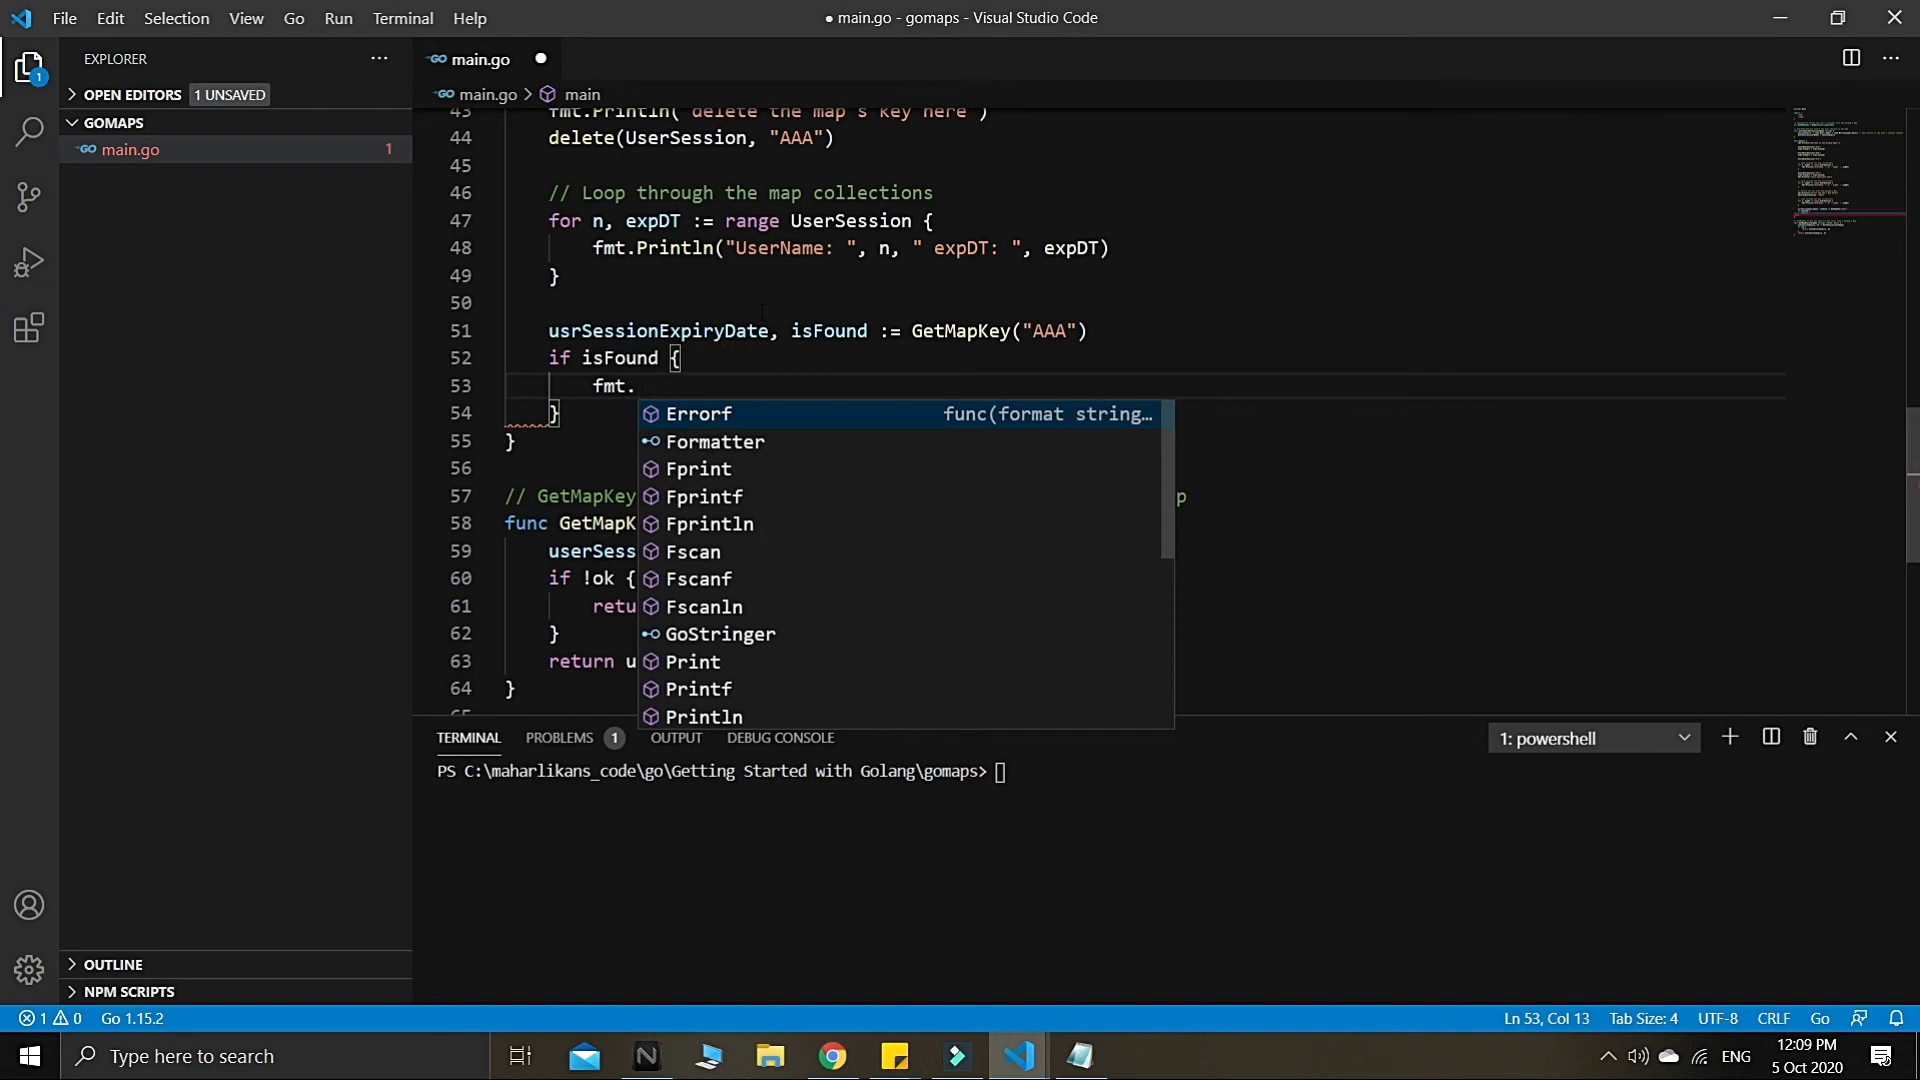 File Edit Selection View Go Run Terminal Help
● main.go - gomaps - Visual Studio Code
EXPLORER
1
OPEN EDITORS 1 UNSAVED
GOMAPS
main.go 1
OUTLINE
NPM SCRIPTS
main.go
main.go > main
43 fmt.Println("delete the map's key here")
44 delete(UserSession, "AAA")
45
46 // Loop through the map collections
47 for n, expDT := range UserSession {
48 fmt.Println("UserName: ", n, " expDT: ", expDT)
49 }
50
51 usrSessionExpiryDate, isFound := GetMapKey("AAA")
52 if isFound {
53 fmt.
54 }
55 }
56
57 // GetMapKey p
58 func GetMapK
59 userSess
60 if !ok {
61 retu
62 }
63 return u
64 }
65
Errorf func(format string…
Formatter
Fprint
Fprintf
Fprintln
Fscan
Fscanf
Fscanln
GoStringer
Print
Printf
Println
TERMINAL PROBLEMS 1 OUTPUT DEBUG CONSOLE
1: powershell
PS C:\maharlikans_code\go\Getting Started with Golang\gomaps>
1 0 Go 1.15.2
Ln 53, Col 13 Tab Size: 4 UTF-8 CRLF Go
Type here to search
ENG
12:09 PM
5 Oct 2020